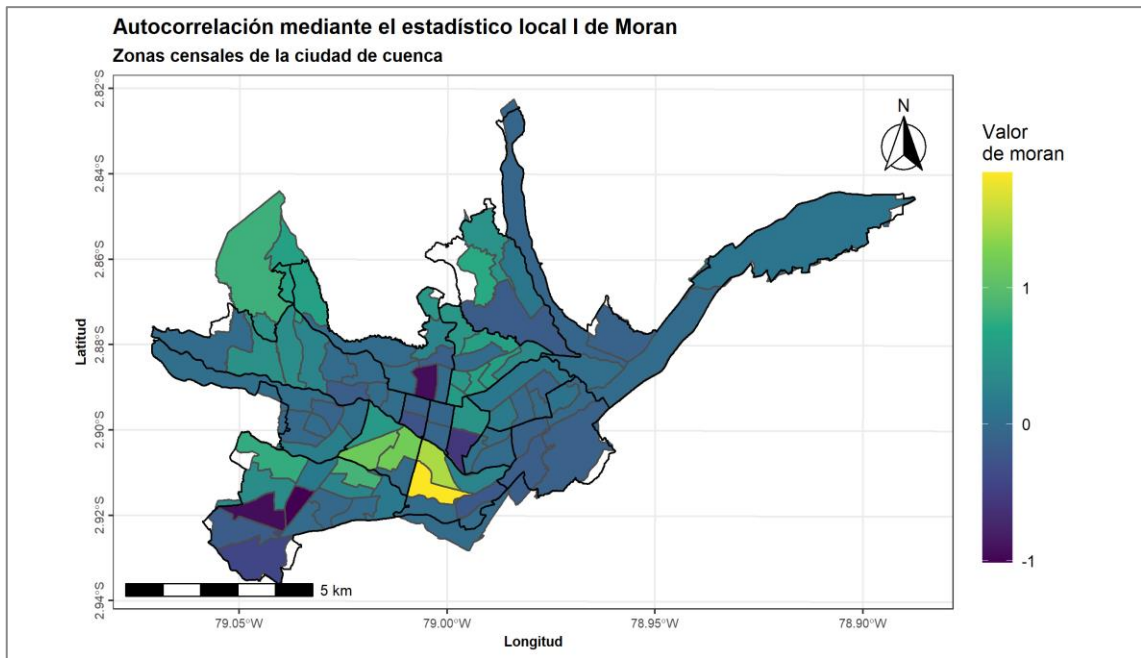 Autocorrelación mediante el estadístico local I de Moran
Zonas censales de la ciudad de cuenca
2.82°S
2.84°S
2.86°S
2.88°S
2.90°S
2.92°S
2.94°S
Latitud
N
5 km
79.05°W
79.00°W
78.95°W
78.90°W
Longitud
Valor
de moran
1
0
-1